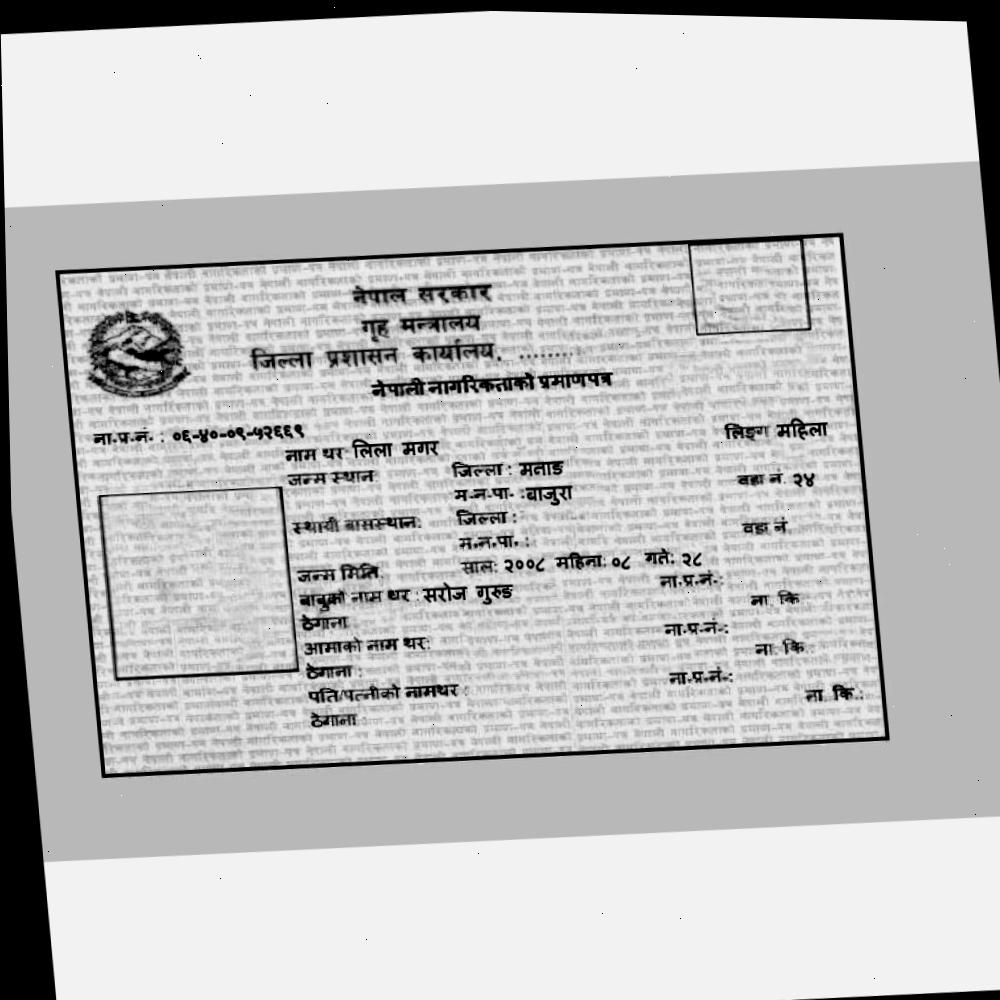 नेपाल सरकार
गृह मन्त्रालय
जिल्ला प्रशासन कार्यालय, ........
नेपाली नागरिकताको प्रमाणपत्र
ना.प्र.नं. : ०६-४०-०९-५२६६९ लिङ्ग महिला
नाम थर: लिला मगर
जन्म स्थान: जिल्ला : मनाङ वडा नं. २४
म.न.पा. : बाजुरा
स्थायी बासस्थान: जिल्ला : वडा नं.
म.न.पा. :
जन्म मिति: साल: २००८ महिना: ०८ गते: २८
बाबुको नाम थर : सरोज गुरुङ ना.प्र.नं.:
ठेगाना ना. कि.
आमाको नाम थर: ना.प्र.नं.:
ठेगाना : ना. कि.:
पति/पत्नीको नामथर : ना.प्र.नं.:
ठेगाना : ना. कि.: